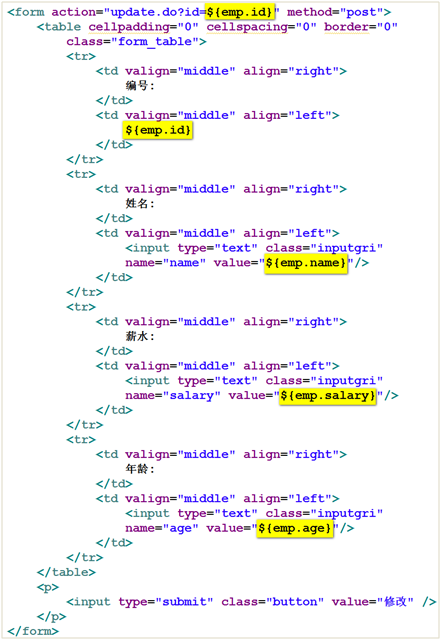 <form action="update.do?id=${emp.id}" method="post">
<table cellpadding="0" cellspacing="0" border="0"
class="form_table">
<tr>
<td valign="middle" align="right">
编号:
</td>
<td valign="middle" align="left">
${emp.id}
</td>
</tr>
<tr>
<td valign="middle" align="right">
姓名:
</td>
<td valign="middle" align="left">
<input type="text" class="inputgri"
name="name" value="${emp.name}"/>
</td>
</tr>
<tr>
<td valign="middle" align="right">
薪水:
</td>
<td valign="middle" align="left">
<input type="text" class="inputgri"
name="salary" value="${emp.salary}"/>
</td>
</tr>
<tr>
<td valign="middle" align="right">
年龄:
</td>
<td valign="middle" align="left">
<input type="text" class="inputgri"
name="age" value="${emp.age}"/>
</td>
</tr>
</table>
<p>
<input type="submit" class="button" value="修改" />
</p>
</form>